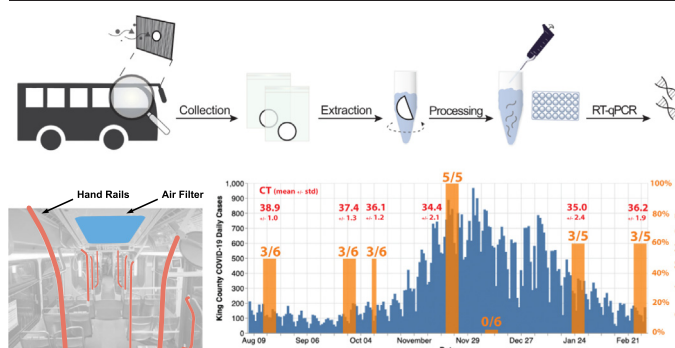 Collection
Extraction
Processing
RT-qPCR
Hand Rails
Air Filter
King County COVID-19 Daily Cases
1,000
900
800
700
600
500
400
300
200
100
0
CT (mean +/- std)
38.9
+/- 1.0
37.4
+/- 1.3
36.1
+/- 1.2
34.4
+/- 2.1
35.0
+/- 2.4
36.2
+/- 1.9
3/6
3/6
3/6
5/5
0/6
3/5
3/5
100%
80%
60%
40%
20%
0%
Aug 09
Sep 06
Oct 04
November
Nov 29
Dec 27
Jan 24
Feb 21